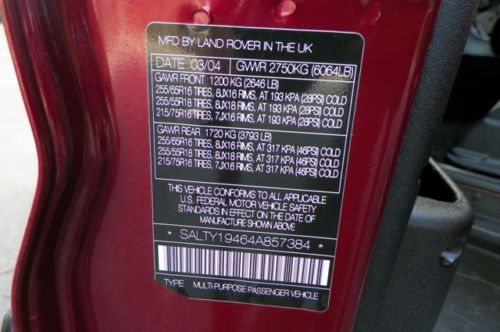 MFD BY LAND ROVER IN THE UK
DATE 03/04 GWR 2750KG (6064LB)
GAWR FRONT 1200 KG (2646 LB)
255/65R16 TIRES, 8JX16 RIMS, AT 193 KPA (28PSI) COLD
255/55R18 TIRES, 8JX18 RIMS, AT 193 KPA (28PSI) COLD
215/75R16 TIRES, 7JX16 RIMS, AT 193 KPA (28PSI) COLD
GAWR REAR 1720 KG (3793 LB)
255/65R16 TIRES, 8JX16 RIMS, AT 317 KPA (46PSI) COLD
255/55R18 TIRES, 8JX18 RIMS, AT 317 KPA (46PSI) COLD
215/75R16 TIRES, 7JX16 RIMS, AT 317 KPA (46PSI) COLD
THIS VEHICLE CONFORMS TO ALL APPLICABLE
U.S. FEDERAL MOTOR VEHICLE SAFETY
STANDARDS IN EFFECT ON THE DATE OF
MANUFACTURE SHOWN ABOVE
*SALTY19464A857384*
TYPE MULTI-PURPOSE PASSENGER VEHICLE